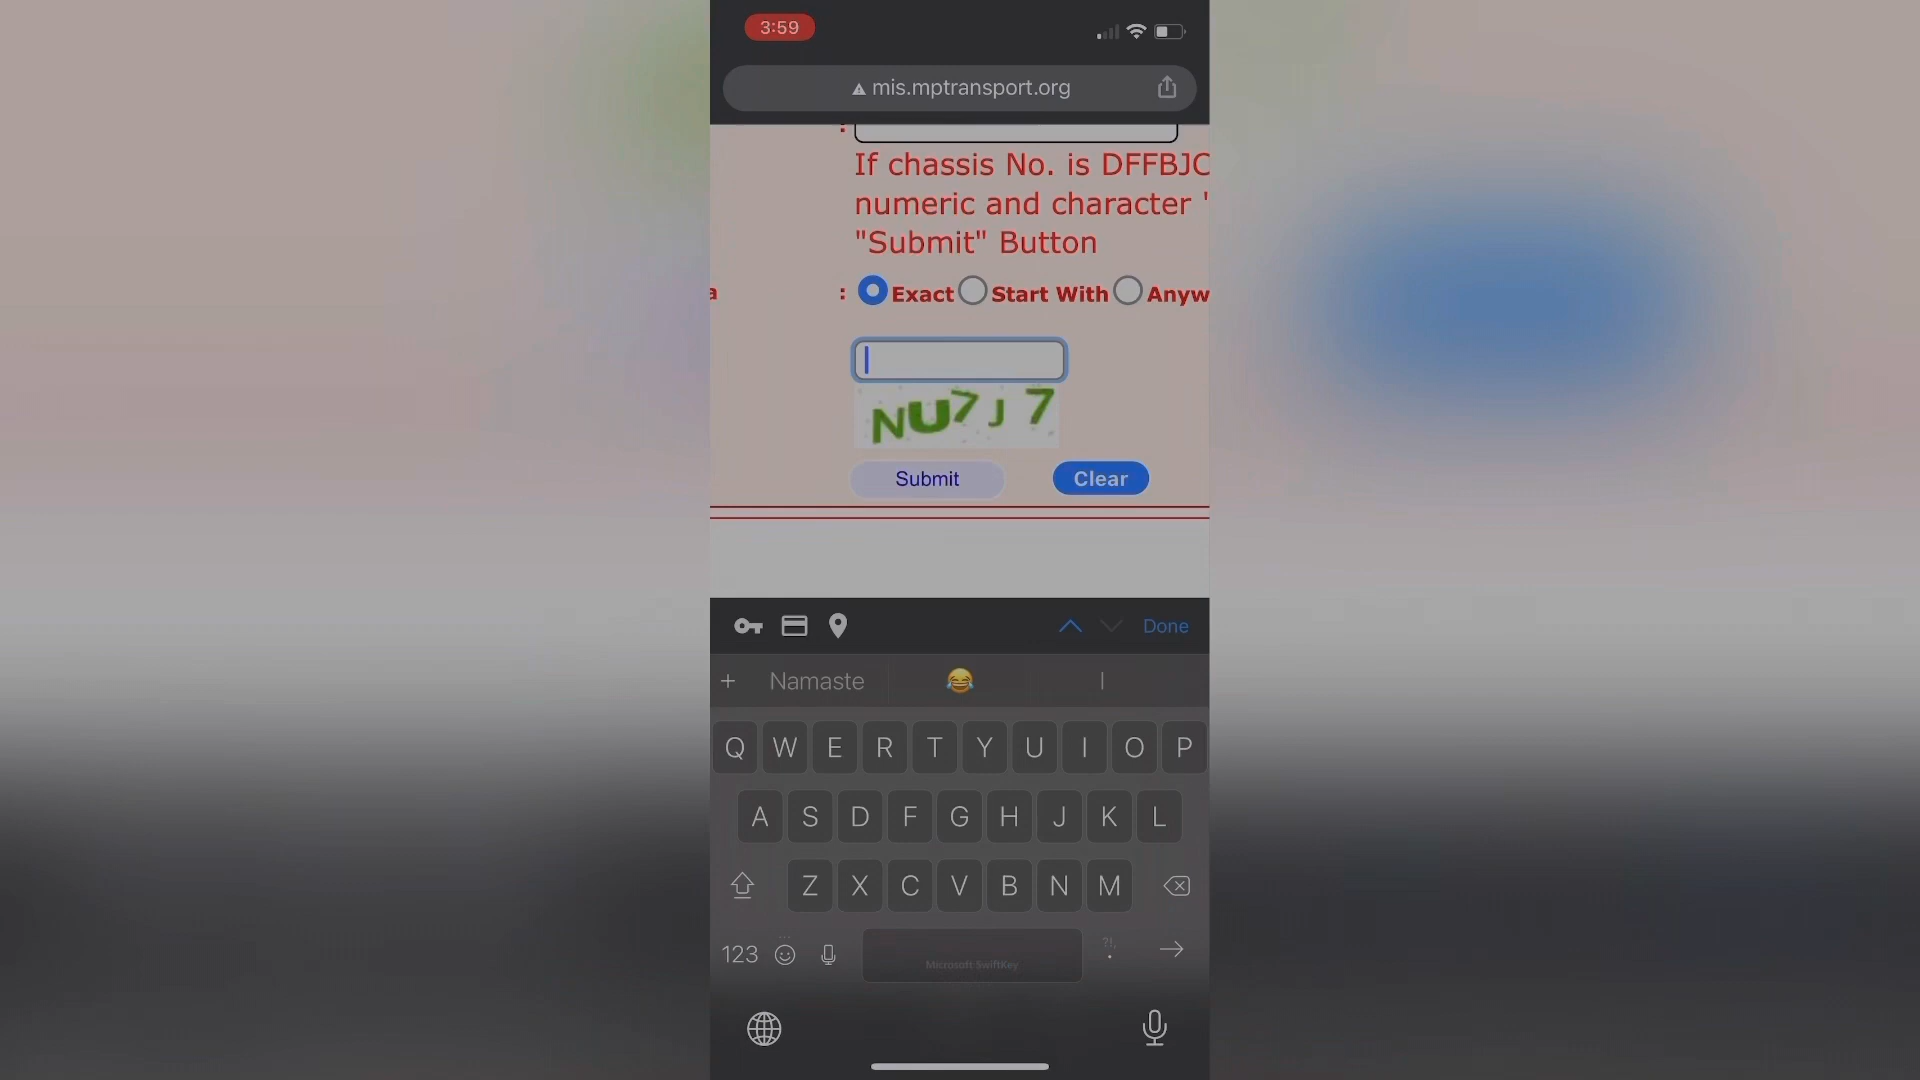 3:59
mis.mptransport.org
:
If chassis No. is DFFBJC
numeric and character '
"Submit" Button
a : Exact Start With Anyw
NU7J7
Submit Clear
Done
+ Namaste 😂 I
Q W E R T Y U I O P
A S D F G H J K L
Z X C V B N M
123 ?!, .
Microsoft SwiftKey